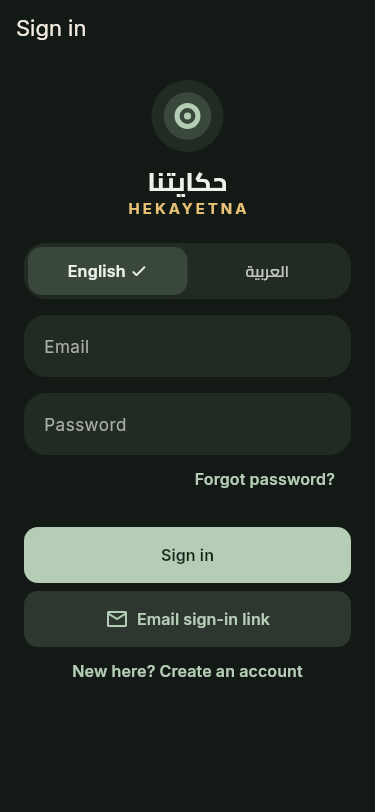 Sign in
حكايتنا
HEKAYETNA
English
العربية
Email
Password
Forgot password?
Sign in
Email sign-in link
New here? Create an account